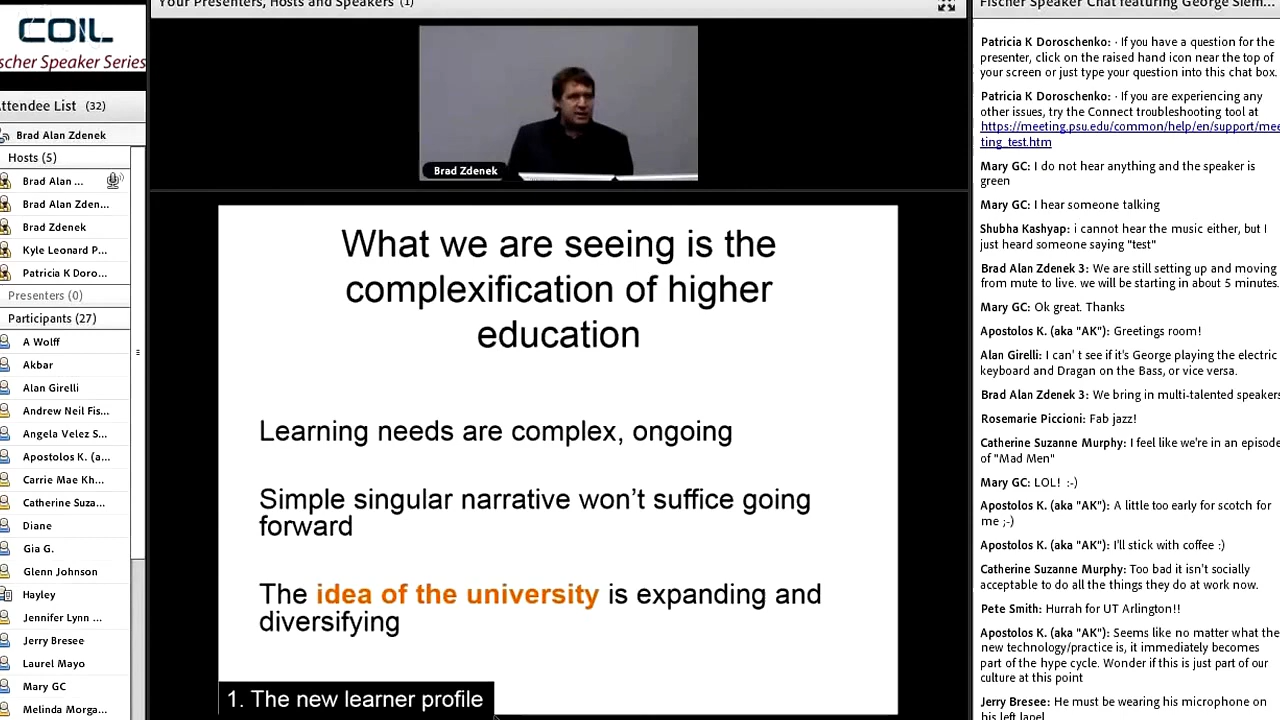 COIL
scher Speaker Series
Attendee List (32)
Brad Alan Zdenek
Hosts (5)
Brad Alan ...
Brad Alan Zden...
Brad Zdenek
Kyle Leonard P...
Patricia K Doro...
Presenters (0)
Participants (27)
A Wolff
Akbar
Alan Girelli
Andrew Neil Fis...
Angela Velez S...
Apostolos K. (a...
Carrie Mae Kh...
Catherine Suza...
Diane
Gia G.
Glenn Johnson
Hayley
Jennifer Lynn ...
Jerry Bresee
Laurel Mayo
Mary GC
Melinda Morga...
Your Presenters, Hosts and Speakers (1)
Brad Zdenek
What we are seeing is the
complexification of higher
education
Learning needs are complex, ongoing
Simple singular narrative won’t suffice going
forward
The idea of the university is expanding and
diversifying
1. The new learner profile
Fischer Speaker Chat featuring George Siem...
Patricia K Doroschenko: · If you have a question for the
presenter, click on the raised hand icon near the top of
your screen or just type your question into this chat box.
Patricia K Doroschenko: · If you are experiencing any
other issues, try the Connect troubleshooting tool at
https://meeting.psu.edu/common/help/en/support/mee
ting_test.htm
Mary GC: I do not hear anything and the speaker is
green
Mary GC: I hear someone talking
Shubha Kashyap: i cannot hear the music either, but I
just heard someone saying "test"
Brad Alan Zdenek 3: We are still setting up and moving
from mute to live. we will be starting in about 5 minutes.
Mary GC: Ok great. Thanks
Apostolos K. (aka "AK"): Greetings room!
Alan Girelli: I can' t see if it's George playing the electric
keyboard and Dragan on the Bass, or vice versa.
Brad Alan Zdenek 3: We bring in multi-talented speakers
Rosemarie Piccioni: Fab jazz!
Catherine Suzanne Murphy: I feel like we're in an episode
of "Mad Men"
Mary GC: LOL! :-)
Apostolos K. (aka "AK"): A little too early for scotch for
me ;-)
Apostolos K. (aka "AK"): I'll stick with coffee :)
Catherine Suzanne Murphy: Too bad it isn't socially
acceptable to do all the things they do at work now.
Pete Smith: Hurrah for UT Arlington!!
Apostolos K. (aka "AK"): Seems like no matter what the
new technology/practice is, it immediately becomes
part of the hype cycle. Wonder if this is just part of our
culture at this point
Jerry Bresee: He must be wearing his microphone on
his left lapel